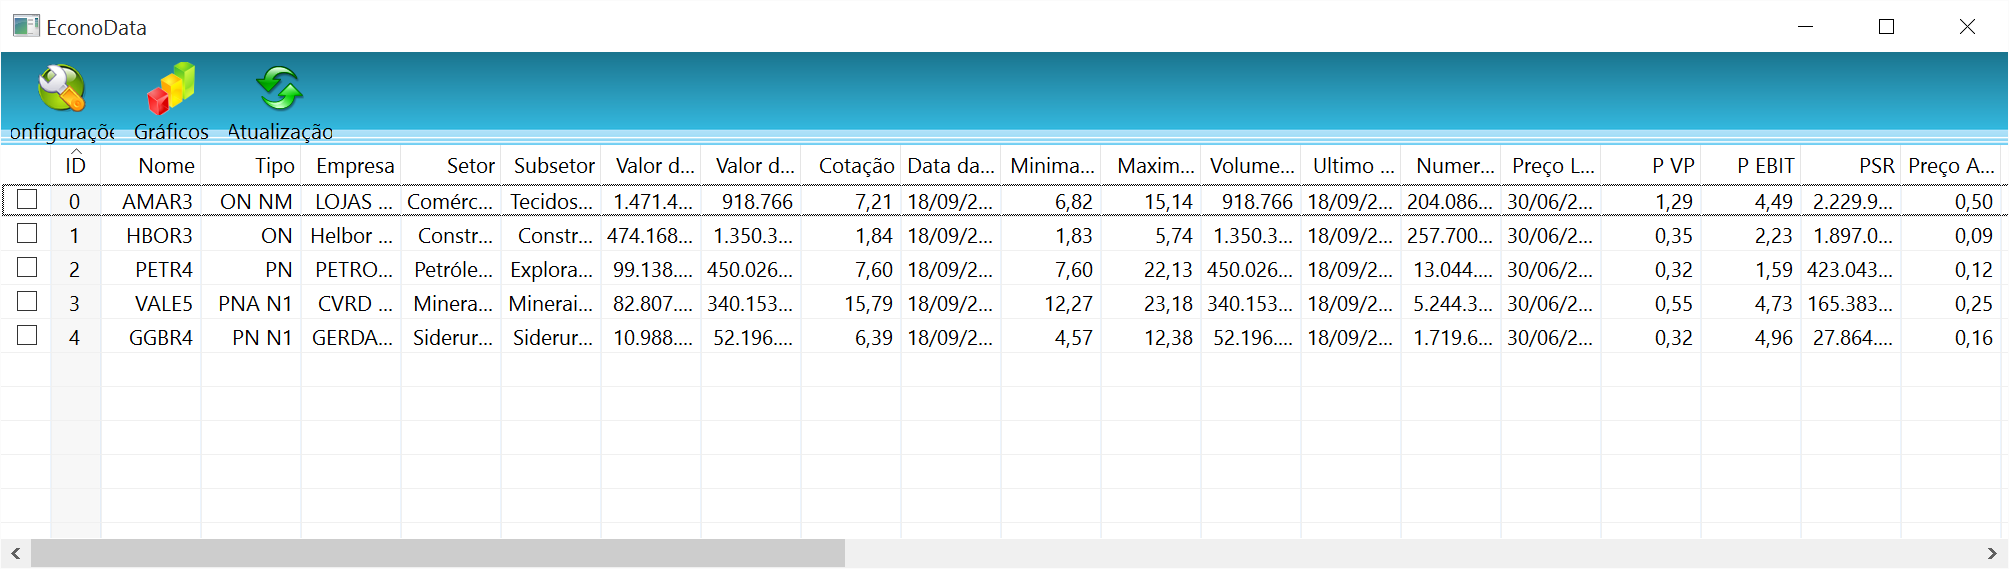 EconoData
onfiguraçõe Gráficos Atualização
ID Nome Tipo Empresa Setor Subsetor Valor d... Valor d... Cotação Data da... Minima... Maxim... Volume... Ultimo ... Numer... Preço L... P VP P EBIT PSR Preço A...
0 AMAR3 ON NM LOJAS ... Comérc... Tecidos... 1.471.4... 918.766 7,21 18/09/2... 6,82 15,14 918.766 18/09/2... 204.086... 30/06/2... 1,29 4,49 2.229.9... 0,50
1 HBOR3 ON Helbor ... Constr... Constr... 474.168... 1.350.3... 1,84 18/09/2... 1,83 5,74 1.350.3... 18/09/2... 257.700... 30/06/2... 0,35 2,23 1.897.0... 0,09
2 PETR4 PN PETRO... Petróle... Explora... 99.138.... 450.026... 7,60 18/09/2... 7,60 22,13 450.026... 18/09/2... 13.044.... 30/06/2... 0,32 1,59 423.043... 0,12
3 VALE5 PNA N1 CVRD ... Minera... Minerai... 82.807.... 340.153... 15,79 18/09/2... 12,27 23,18 340.153... 18/09/2... 5.244.3... 30/06/2... 0,55 4,73 165.383... 0,25
4 GGBR4 PN N1 GERDA... Siderur... Siderur... 10.988.... 52.196.... 6,39 18/09/2... 4,57 12,38 52.196.... 18/09/2... 1.719.6... 30/06/2... 0,32 4,96 27.864.... 0,16